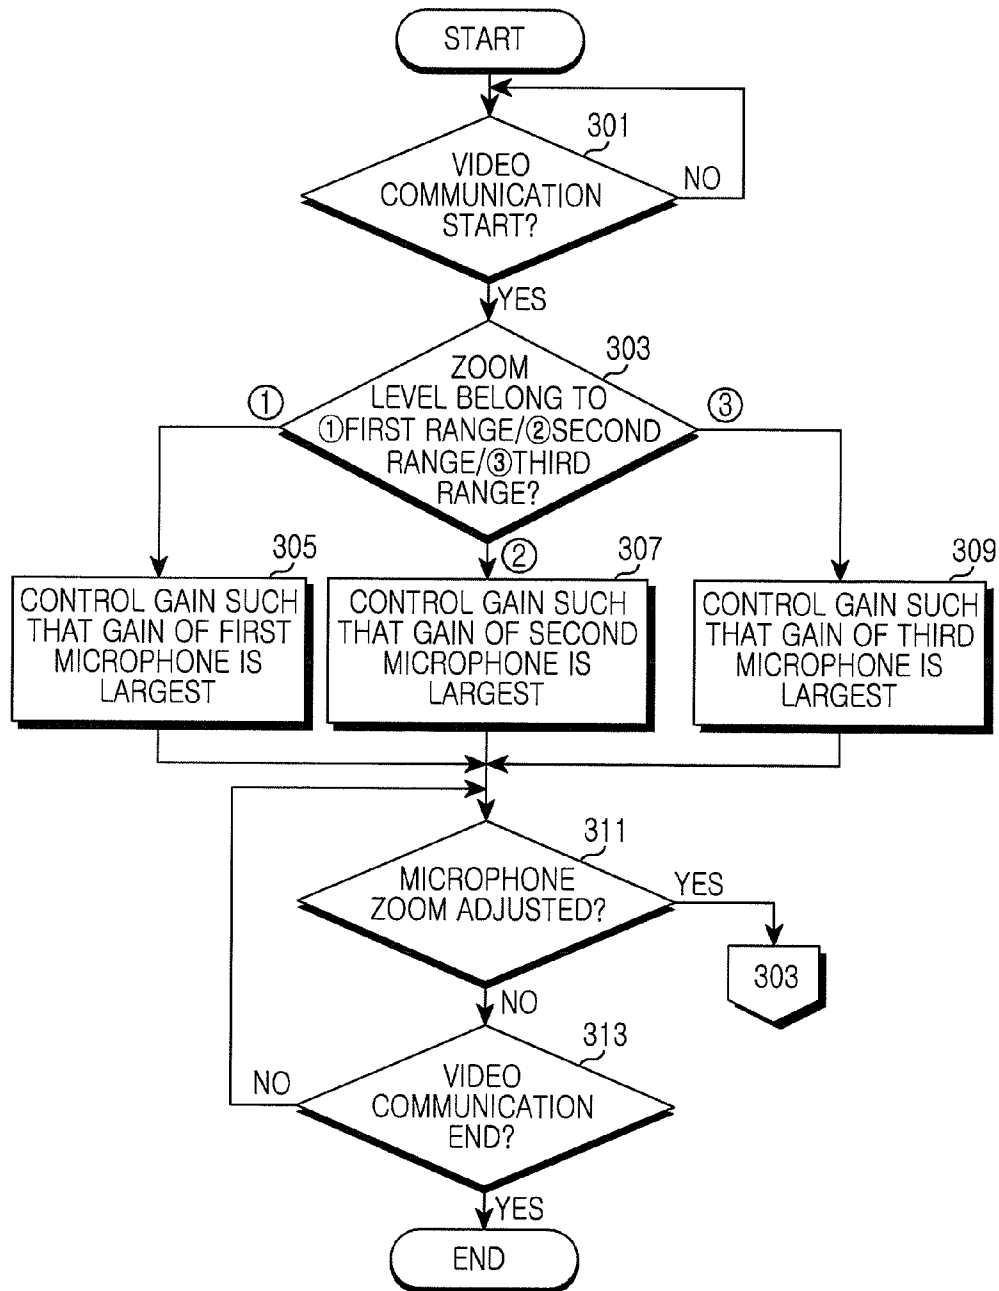 START
301
VIDEO
COMMUNICATION
START?
NO
YES
303
ZOOM
LEVEL BELONG TO
①FIRST RANGE/②SECOND
RANGE/③THIRD
RANGE?
①
③
②
305
CONTROL GAIN SUCH
THAT GAIN OF FIRST
MICROPHONE IS
LARGEST
307
CONTROL GAIN SUCH
THAT GAIN OF SECOND
MICROPHONE IS
LARGEST
309
CONTROL GAIN SUCH
THAT GAIN OF THIRD
MICROPHONE IS
LARGEST
311
MICROPHONE
ZOOM ADJUSTED?
YES
303
NO
313
VIDEO
COMMUNICATION
END?
NO
YES
END